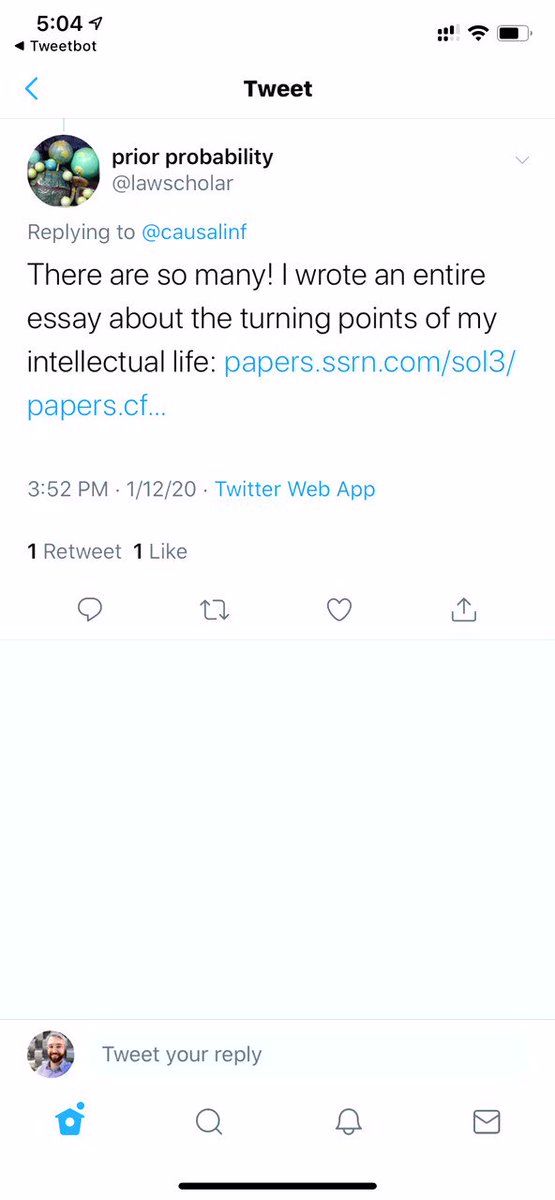 5:04
◀ Tweetbot
Tweet
prior probability
@lawscholar
Replying to @causalinf
There are so many! I wrote an entire
essay about the turning points of my
intellectual life: papers.ssrn.com/sol3/
papers.cf...
3:52 PM · 1/12/20 · Twitter Web App
1 Retweet 1 Like
Tweet your reply